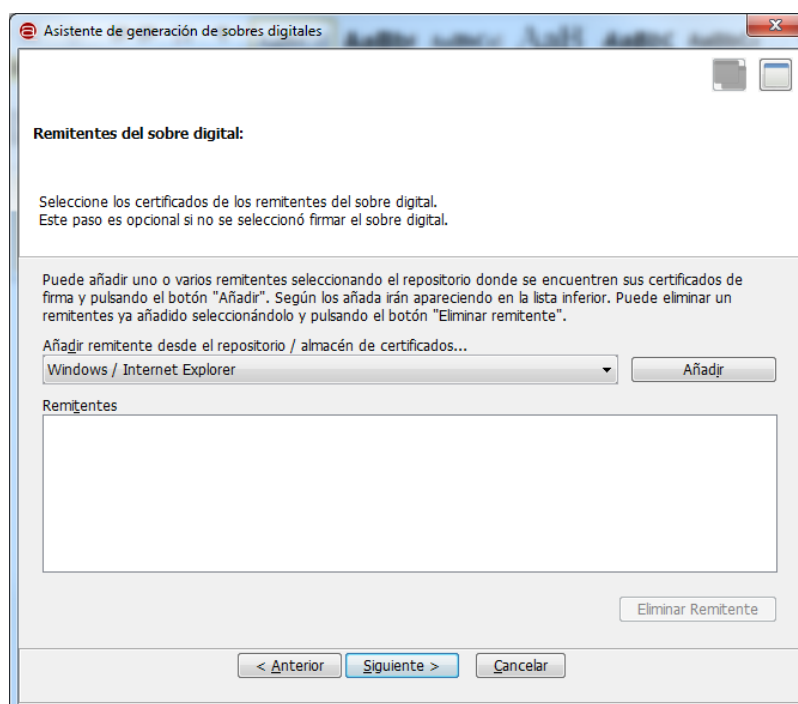 Asistente de generación de sobres digitales
Remitentes del sobre digital:
Seleccione los certificados de los remitentes del sobre digital.
Este paso es opcional si no se seleccionó firmar el sobre digital.
Puede añadir uno o varios remitentes seleccionando el repositorio donde se encuentren sus certificados de
firma y pulsando el botón "Añadir". Según los añada irán apareciendo en la lista inferior. Puede eliminar un
remitentes ya añadido seleccionándolo y pulsando el botón "Eliminar remitente".
Añadir remitente desde el repositorio / almacén de certificados...
Windows / Internet Explorer
Añadir
Remitentes
Eliminar Remitente
< Anterior
Siguiente >
Cancelar